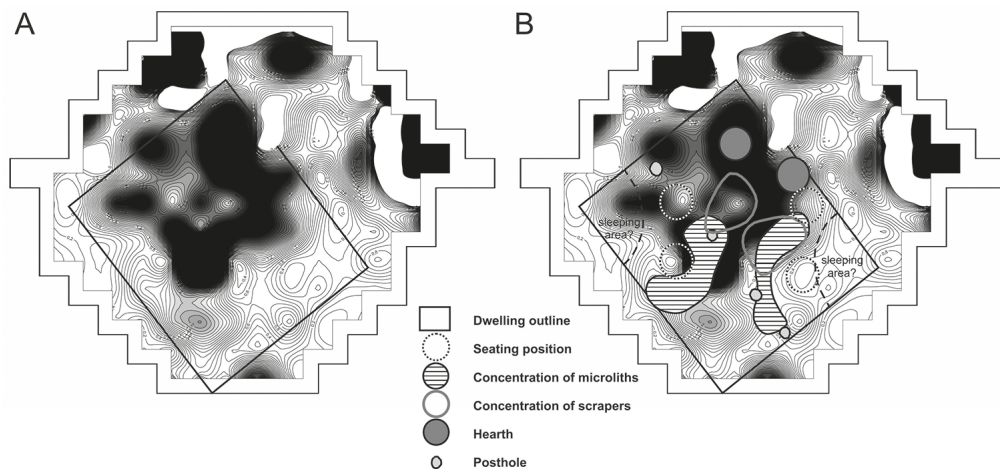 A
B
sleeping
area?
sleeping
area?
Dwelling outline
Seating position
Concentration of microliths
Concentration of scrapers
Hearth
Posthole